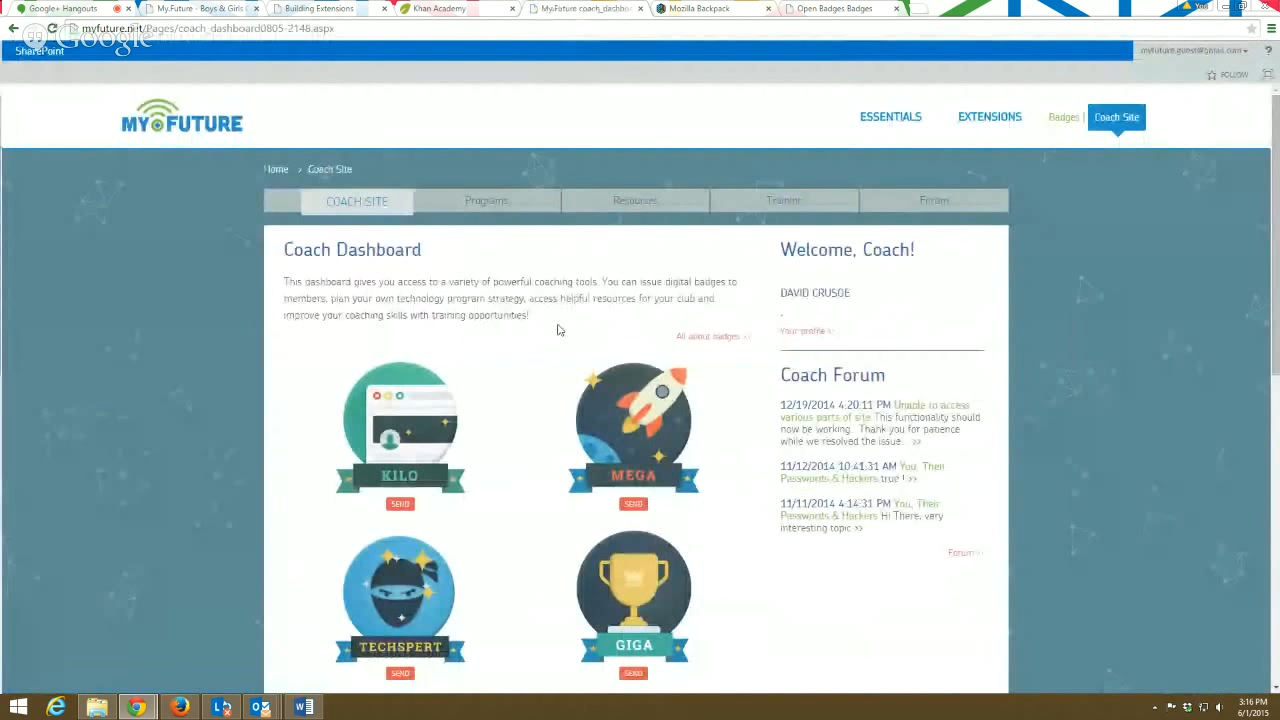 Google+ Hangouts
My.Future - Boys & Girls
Building Extensions
Khan Academy
My.Future coach_dashbo
Mozilla Backpack
Open Badges Badges
You
myfuture.net/Pages/coach_dashboard0805-2148.aspx
Google
SharePoint
myfuture.guest@gmail.com
?
FOLLOW
MY FUTURE
ESSENTIALS
EXTENSIONS
Badges |
Coach Site
Home › Coach Site
COACH SITE
Programs
Resources
Training
Forum
Coach Dashboard
This dashboard gives you access to a variety of powerful coaching tools. You can issue digital badges to
members, plan your own technology program strategy, access helpful resources for your club and
improve your coaching skills with training opportunities!
All about badges >>
KILO
SEND
MEGA
SEND
TECHSPERT
SEND
GIGA
SEND
Welcome, Coach!
DAVID CRUSOE
,
Your profile >>
Coach Forum
12/19/2014 4:20:11 PM Unable to access
various parts of site This functionality should
now be working. Thank you for patience
while we resolved the issue. >>
11/12/2014 10:41:31 AM You, Then
Passwords & Hackers true ! >>
11/11/2014 4:14:31 PM You, Then
Passwords & Hackers Hi There, very
interesting topic >>
Forum >>
3:16 PM
6/1/2015